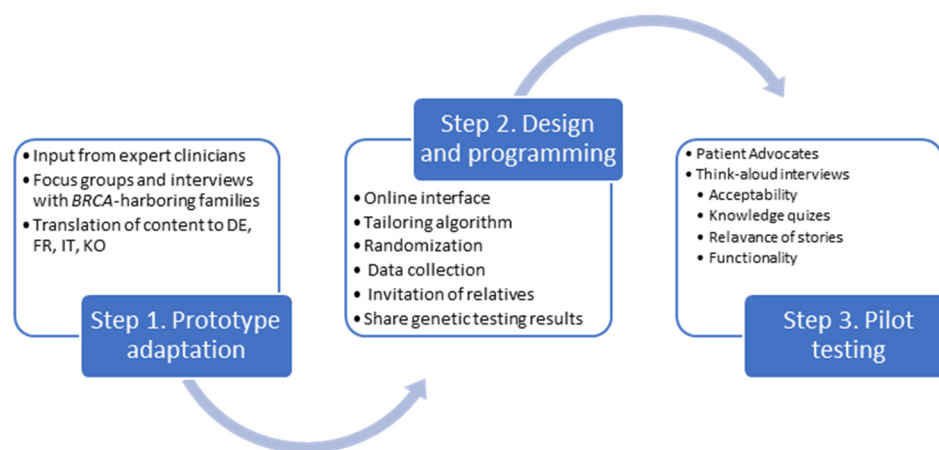 • Input from expert clinicians
• Focus groups and interviews
with BRCA-harboring families
• Translation of content to DE,
FR, IT, KO
Step 1. Prototype
adaptation
Step 2. Design
and programming
• Online interface
• Tailoring algorithm
• Randomization
• Data collection
• Invitation of relatives
• Share genetic testing results
• Patient Advocates
• Think-aloud interviews
• Acceptability
• Knowledge quizes
• Relavance of stories
• Functionality
Step 3. Pilot
testing